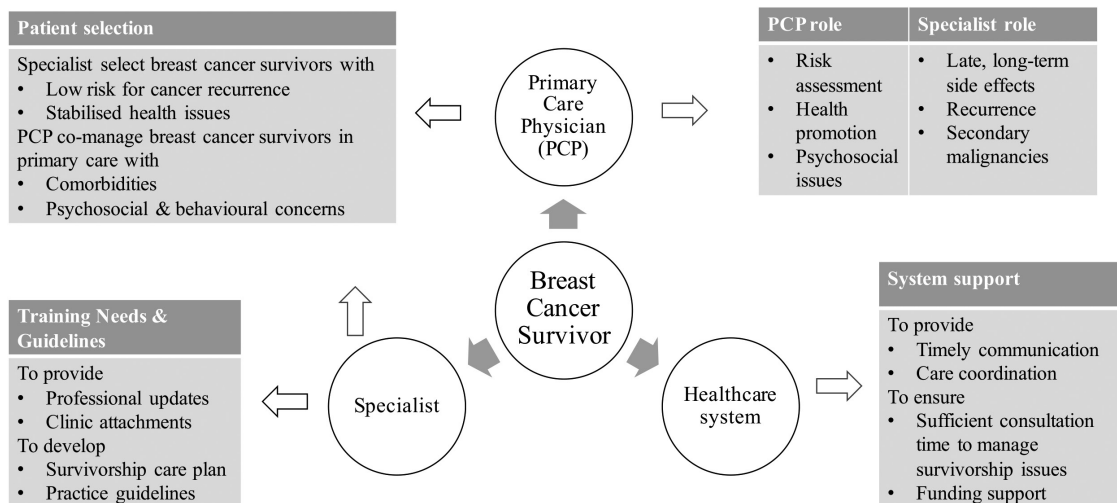 Patient selection
Specialist select breast cancer survivors with
• Low risk for cancer recurrence
• Stabilised health issues
PCP co-manage breast cancer survivors in
primary care with
• Comorbidities
• Psychosocial & behavioural concerns
Primary
Care
Physician
(PCP)
PCP role
• Risk
assessment
• Health
promotion
• Psychosocial
issues
Specialist role
• Late, long-term
side effects
• Recurrence
• Secondary
malignancies
Breast
Cancer
Survivor
Training Needs &
Guidelines
To provide
• Professional updates
• Clinic attachments
To develop
• Survivorship care plan
• Practice guidelines
Specialist
Healthcare
system
System support
To provide
• Timely communication
• Care coordination
To ensure
• Sufficient consultation
time to manage
survivorship issues
• Funding support